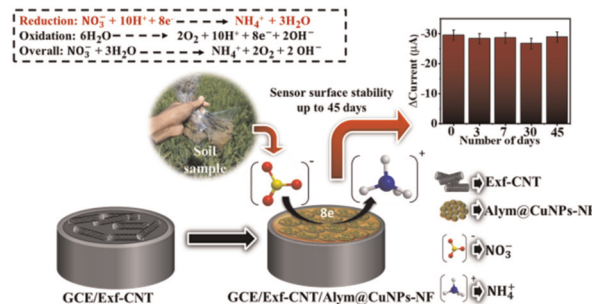 Reduction: NO₃⁻ + 10H⁺ + 8e⁻ → NH₄⁺ + 3H₂O
Oxidation: 6H₂O → 2O₂ + 10H⁺ + 8e⁻ + 2OH⁻
Overall: NO₃⁻ + 3H₂O → NH₄⁺ + 2O₂ + 2 OH⁻
Sensor surface stability
up to 45 days
ΔCurrent (μA)
-30
-20
-10
0
0 3 7 30 45
Number of days
Soil
sample
8e⁻
GCE/Exf-CNT
GCE/Exf-CNT/Alym@CuNPs-NF
Exf-CNT
Alym@CuNPs-NF
NO₃⁻
NH₄⁺